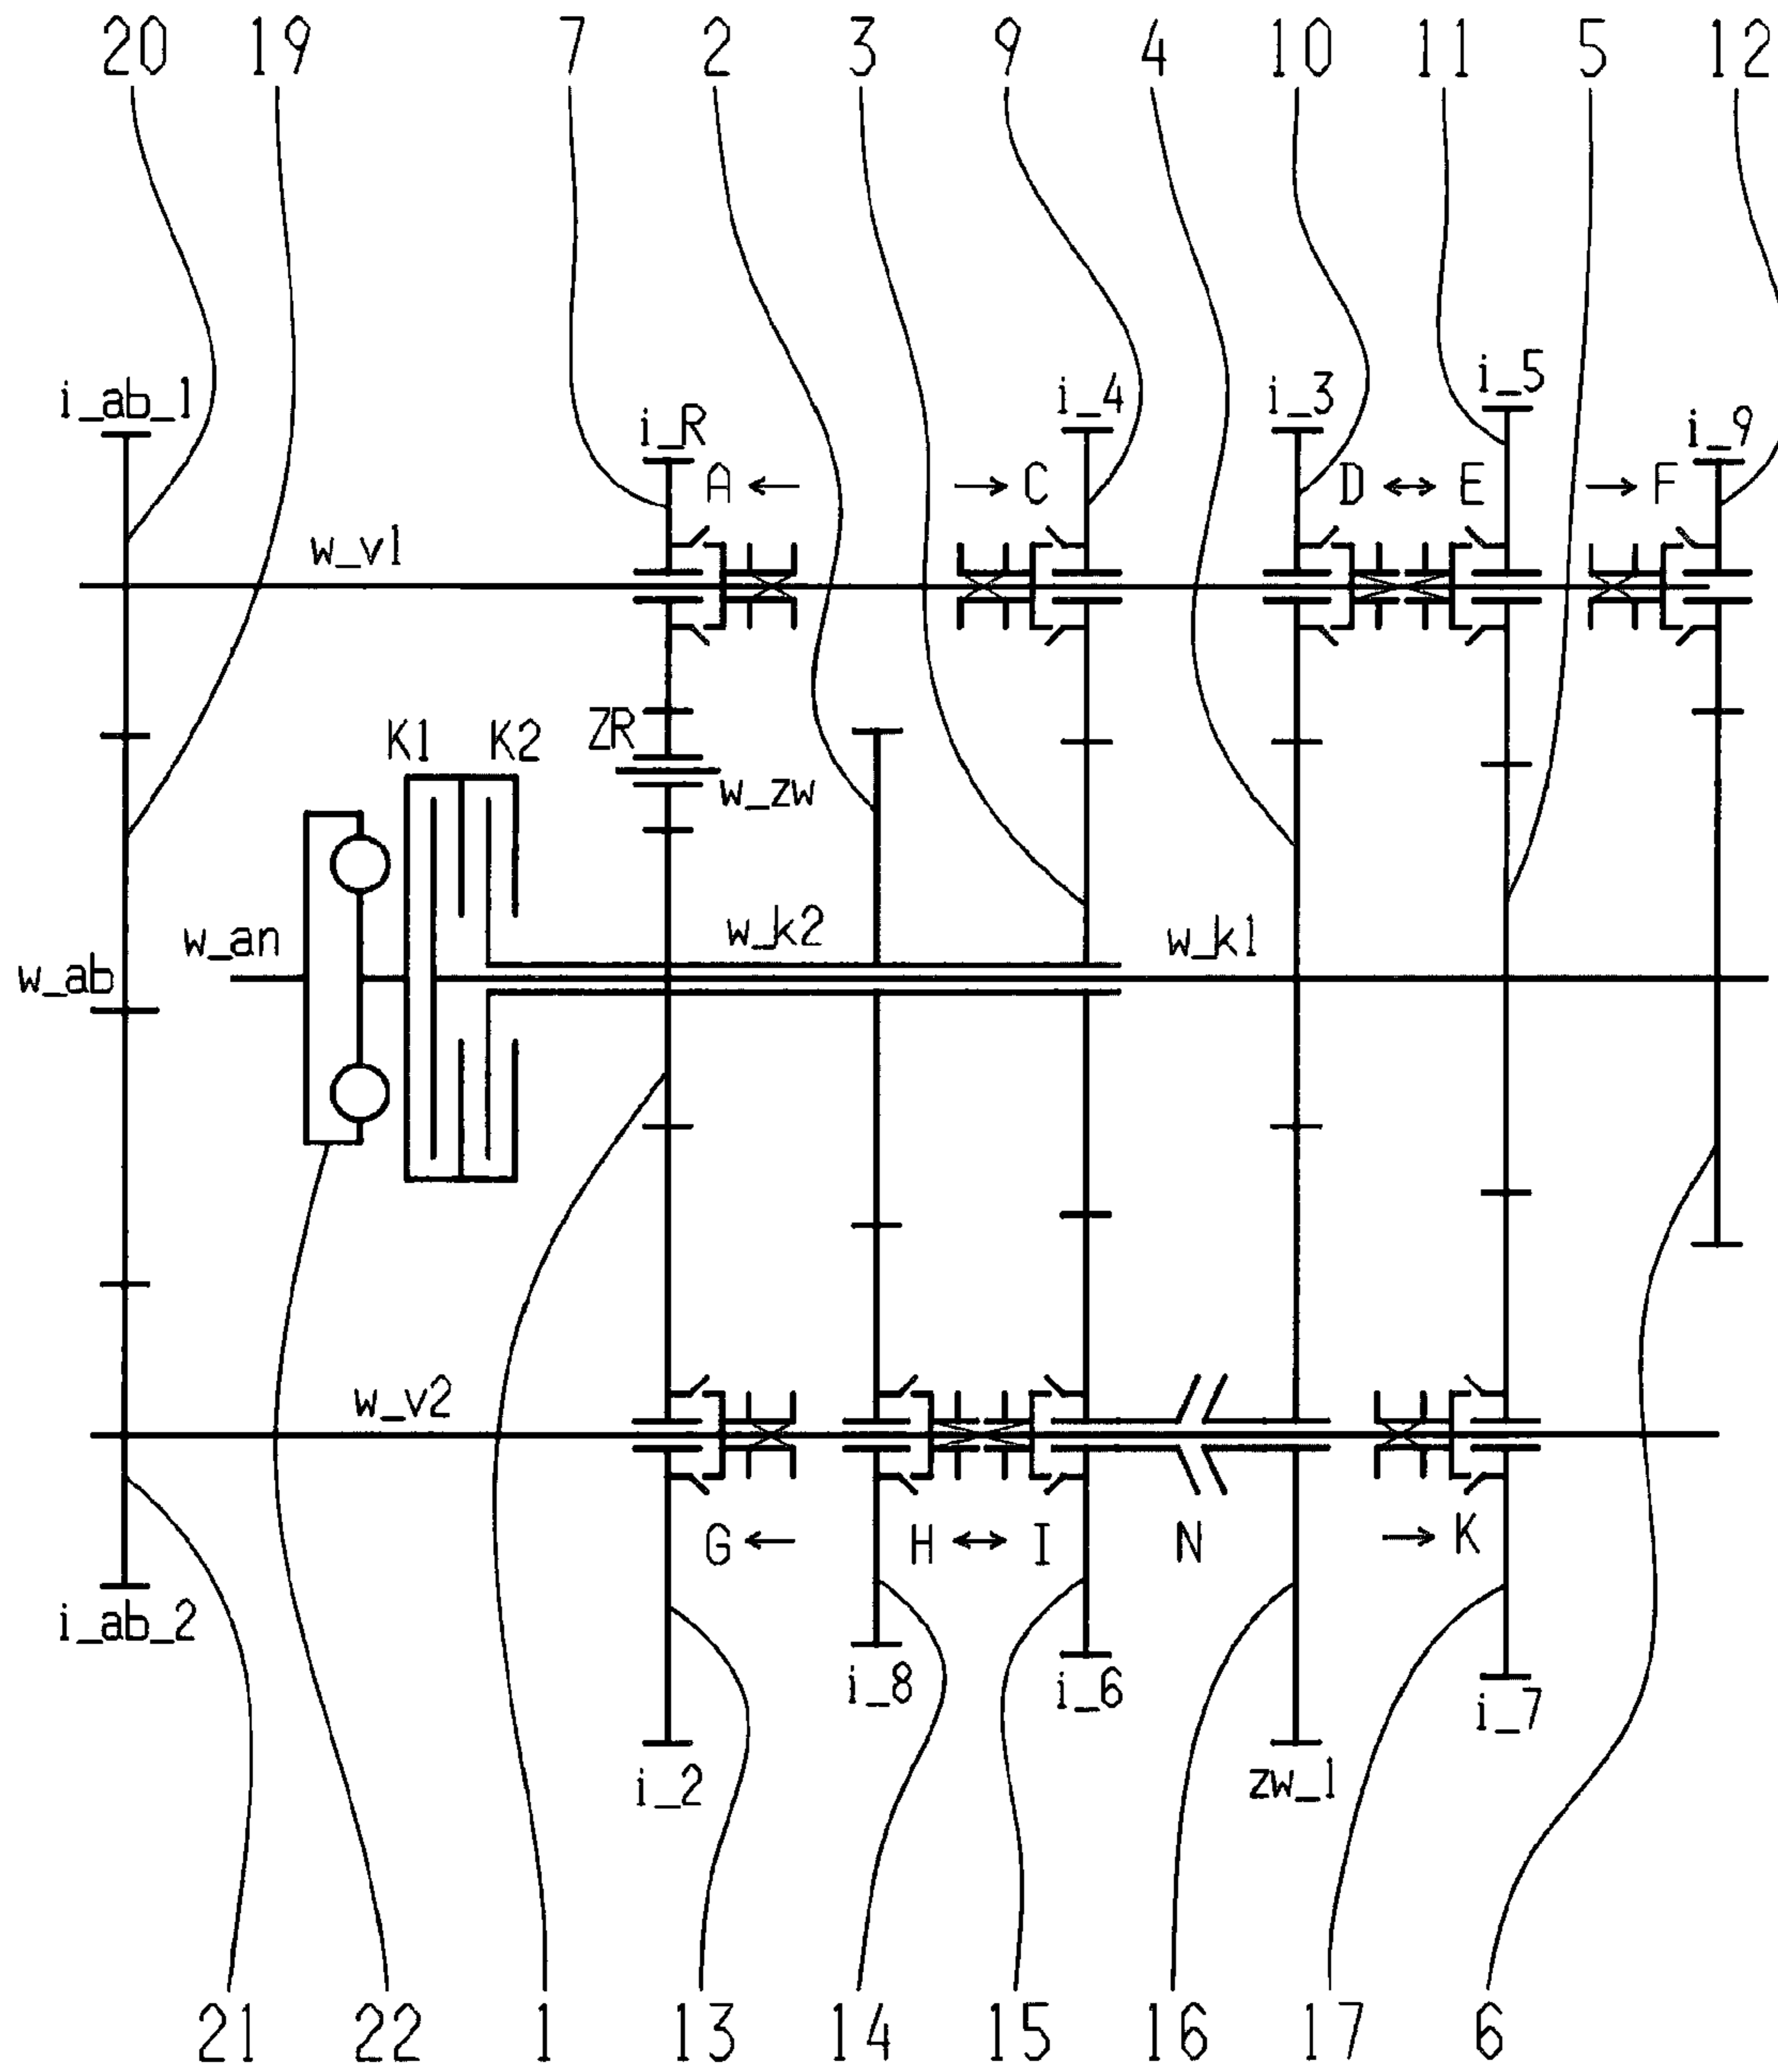 20 19 7 2 3 9 4 10 11 5 12
i_5
i_ab_1 i_R i_4 i_3 i_9
A ← → C D ↔ E → F
w_v1
ZR
K1 K2
w_zw
w_k2 w_k1
w_an
w_ab
w_v2
G ← H ↔ I N → K
i_ab_2
i_8 i_6 i_7
i_2 zw_1
21 22 1 13 14 15 16 17 6